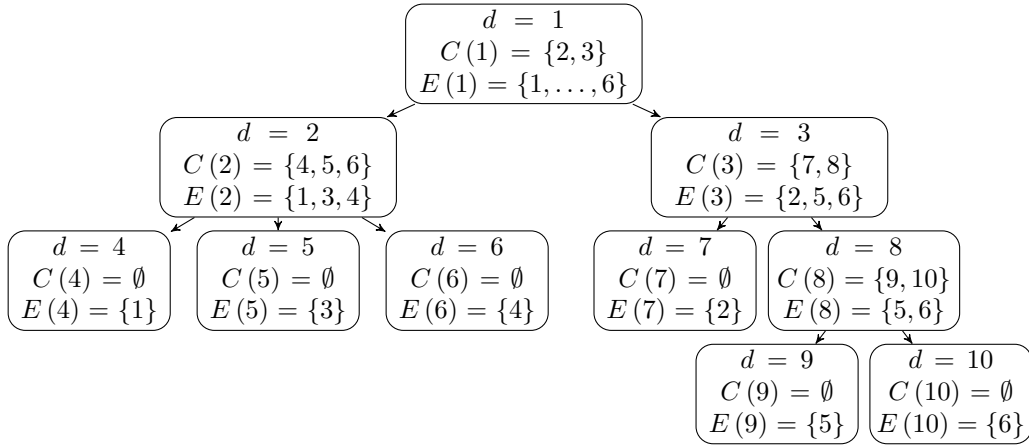 d = 1
C (1) = {2, 3}
E (1) = {1, . . . , 6}
d = 2
C (2) = {4, 5, 6}
E (2) = {1, 3, 4}
d = 3
C (3) = {7, 8}
E (3) = {2, 5, 6}
d = 4
C (4) = ∅
E (4) = {1}
d = 5
C (5) = ∅
E (5) = {3}
d = 6
C (6) = ∅
E (6) = {4}
d = 7
C (7) = ∅
E (7) = {2}
d = 8
C (8) = {9, 10}
E (8) = {5, 6}
d = 9
C (9) = ∅
E (9) = {5}
d = 10
C (10) = ∅
E (10) = {6}